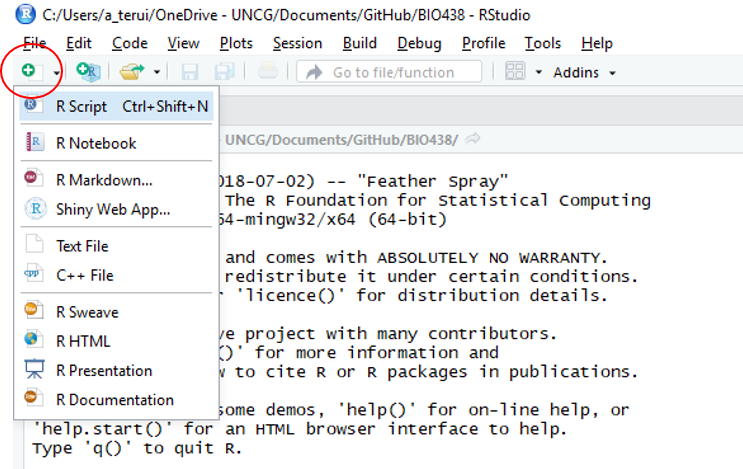 C:/Users/a_terui/OneDrive - UNCG/Documents/GitHub/BIO438 - RStudio
File Edit Code View Plots Session Build Debug Profile Tools Help
Go to file/function Addins
R Script Ctrl+Shift+N
R Notebook
- UNCG/Documents/GitHub/BIO438/
R Markdown...
018-07-02) -- "Feather Spray"
The R Foundation for Statistical Computing
Shiny Web App...
64-mingw32/x64 (64-bit)
Text File
and comes with ABSOLUTELY NO WARRANTY.
C++ File
redistribute it under certain conditions.
'licence()' for distribution details.
R Sweave
ve project with many contributors.
R HTML
()' for more information and
R Presentation
w to cite R or R packages in publications.
R Documentation
some demos, 'help()' for on-line help, or
'help.start()' for an HTML browser interface to help.
Type 'q()' to quit R.